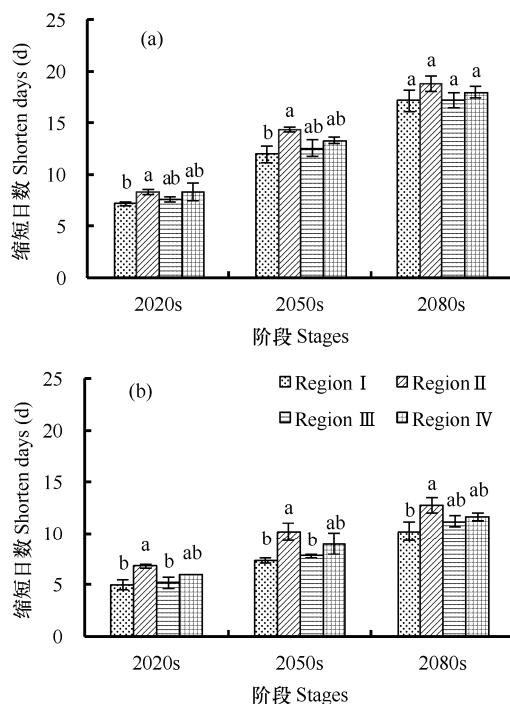 (a)
25
20
15
10
5
0
缩短日数 Shorten days (d)
b a ab ab
b a ab ab
a a a a
2020s 2050s 2080s
阶段 Stages
(b)
Region Ⅰ Region Ⅱ
Region Ⅲ Region Ⅳ
25
20
15
10
5
0
缩短日数 Shorten days (d)
b a b ab
b a b ab
b a ab ab
2020s 2050s 2080s
阶段 Stages